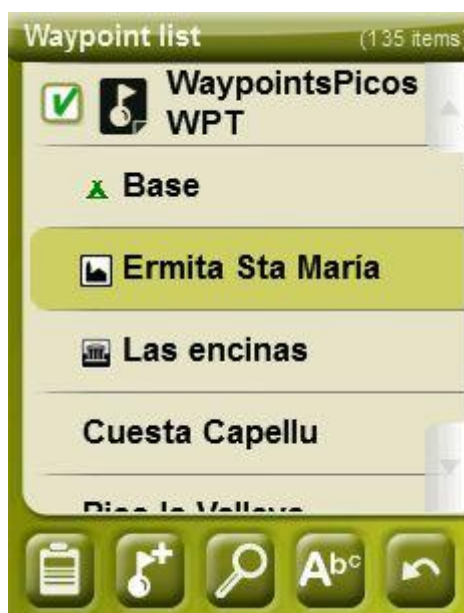 Waypoint list (135 items)
WaypointsPicos
WPT
Base
Ermita Sta María
Las encinas
Cuesta Capellu
Abc